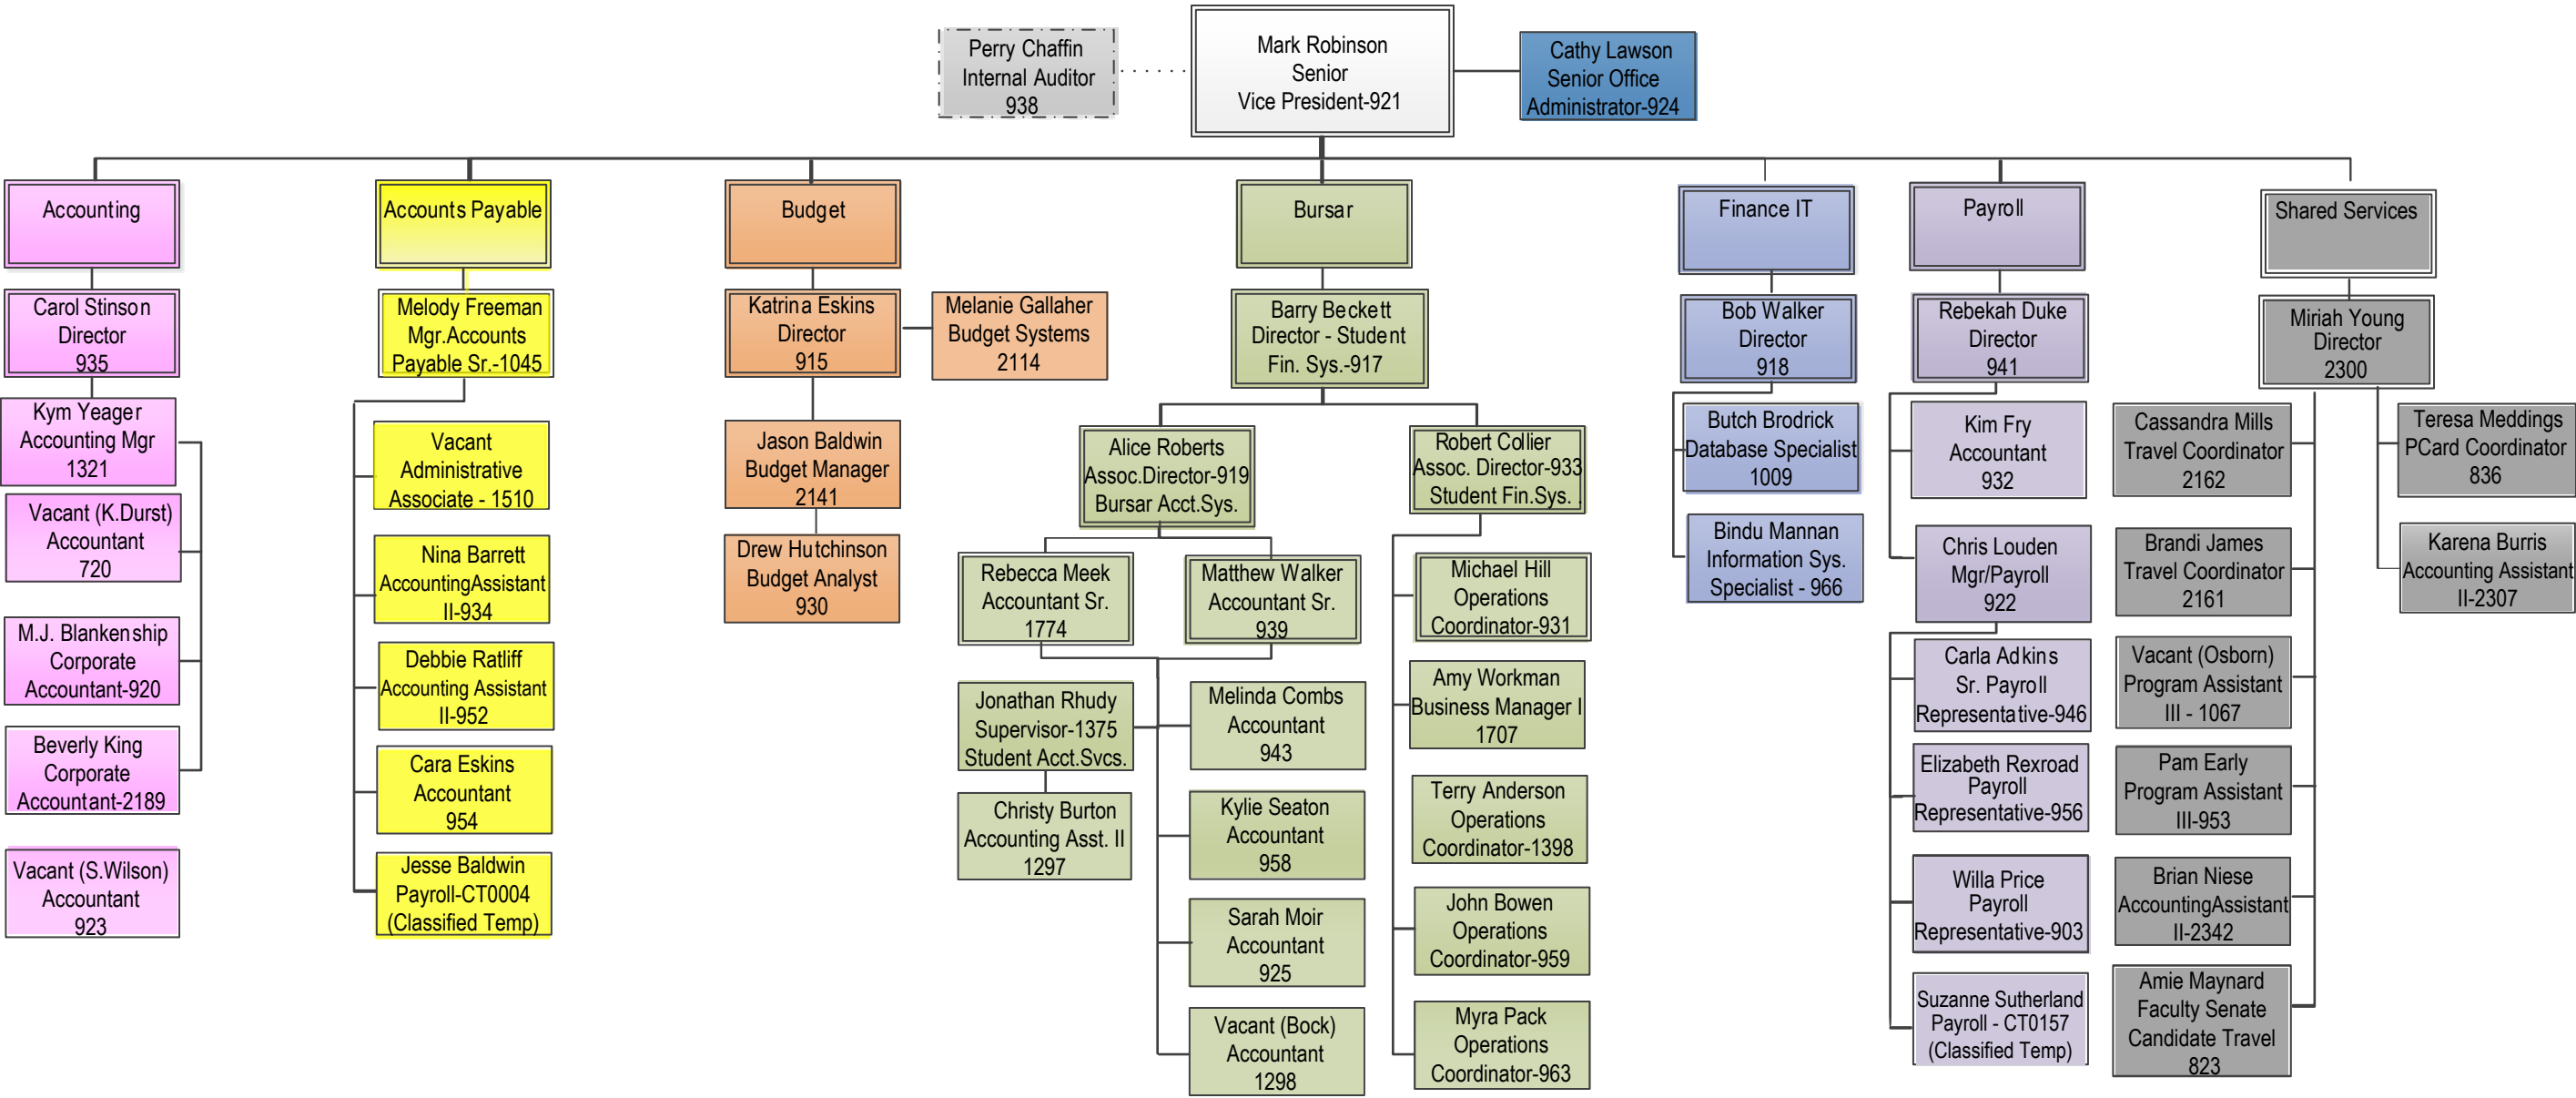 Perry Chaffin
Internal Auditor
938
Mark Robinson
Senior
Vice President-921
Cathy Lawson
Senior Office
Administrator-924
Accounting
Carol Stinson
Director
935
Kym Yeager
Accounting Mgr
1321
Vacant (K.Durst)
Accountant
720
M.J. Blankenship
Corporate
Accountant-920
Beverly King
Corporate
Accountant-2189
Vacant (S.Wilson)
Accountant
923
Accounts Payable
Melody Freeman
Mgr.Accounts
Payable Sr.-1045
Vacant
Administrative
Associate - 1510
Nina Barrett
AccountingAssistant
II-934
Debbie Ratliff
Accounting Assistant
II-952
Cara Eskins
Accountant
954
Jesse Baldwin
Payroll-CT0004
(Classified Temp)
Budget
Katrina Eskins
Director
915
Melanie Gallaher
Budget Systems
2114
Jason Baldwin
Budget Manager
2141
Drew Hutchinson
Budget Analyst
930
Bursar
Barry Beckett
Director - Student
Fin. Sys.-917
Alice Roberts
Assoc.Director-919
Bursar Acct.Sys.
Robert Collier
Assoc. Director-933
Student Fin.Sys. .
Rebecca Meek
Accountant Sr.
1774
Matthew Walker
Accountant Sr.
939
Jonathan Rhudy
Supervisor-1375
Student Acct.Svcs.
Christy Burton
Accounting Asst. II
1297
Melinda Combs
Accountant
943
Kylie Seaton
Accountant
958
Sarah Moir
Accountant
925
Vacant (Bock)
Accountant
1298
Michael Hill
Operations
Coordinator-931
Amy Workman
Business Manager I
1707
Terry Anderson
Operations
Coordinator-1398
John Bowen
Operations
Coordinator-959
Myra Pack
Operations
Coordinator-963
Finance IT
Bob Walker
Director
918
Butch Brodrick
Database Specialist
1009
Bindu Mannan
Information Sys.
Specialist - 966
Payroll
Rebekah Duke
Director
941
Kim Fry
Accountant
932
Chris Louden
Mgr/Payroll
922
Carla Adkins
Sr. Payroll
Representative-946
Elizabeth Rexroad
Payroll
Representative-956
Willa Price
Payroll
Representative-903
Suzanne Sutherland
Payroll - CT0157
(Classified Temp)
Shared Services
Miriah Young
Director
2300
Cassandra Mills
Travel Coordinator
2162
Brandi James
Travel Coordinator
2161
Vacant (Osborn)
Program Assistant
III - 1067
Pam Early
Program Assistant
III-953
Brian Niese
AccountingAssistant
II-2342
Amie Maynard
Faculty Senate
Candidate Travel
823
Teresa Meddings
PCard Coordinator
836
Karena Burris
Accounting Assistant
II-2307